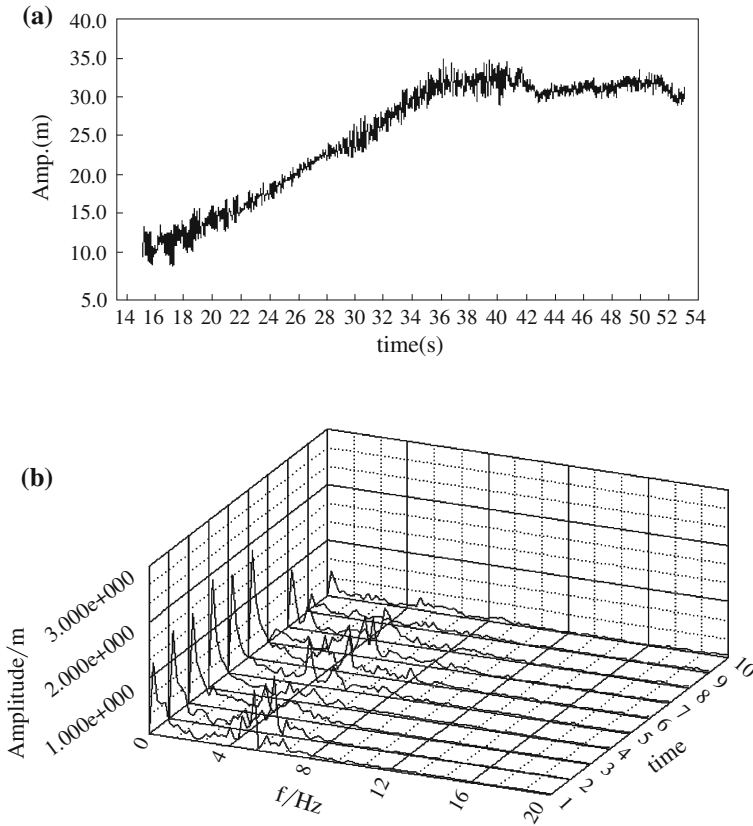 (a)
40.0
35.0
30.0
25.0
20.0
15.0
10.0
5.0
Amp.(m)
14 16 18 20 22 24 26 28 30 32 34 36 38 40 42 44 46 48 50 52 54
time(s)
(b)
3.000e+000
2.000e+000
1.000e+000
Amplitude/m
0 4 8 12 16 20
f/Hz
1 2 3 4 5 6 7 8 9 10
time